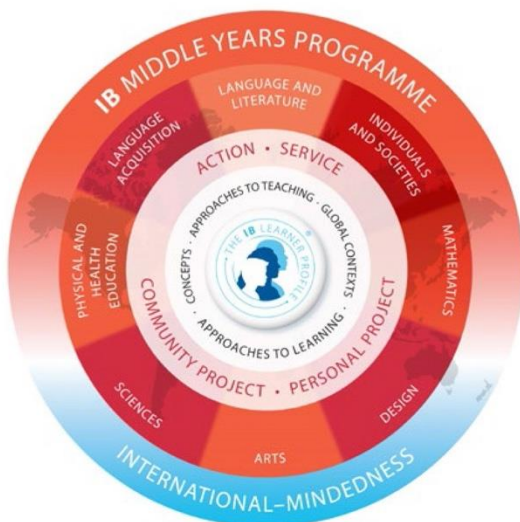 IB MIDDLE YEARS PROGRAMME
LANGUAGE AND
LITERATURE
INDIVIDUALS
AND SOCIETIES
MATHEMATICS
DESIGN
ARTS
SCIENCES
PHYSICAL AND
HEALTH
EDUCATION
LANGUAGE
ACQUISITION
ACTION • SERVICE
COMMUNITY PROJECT • PERSONAL PROJECT
APPROACHES TO TEACHING · GLOBAL CONTEXTS ·
APPROACHES TO LEARNING · CONCEPTS ·
THE IB LEARNER PROFILE
®
INTERNATIONAL–MINDEDNESS